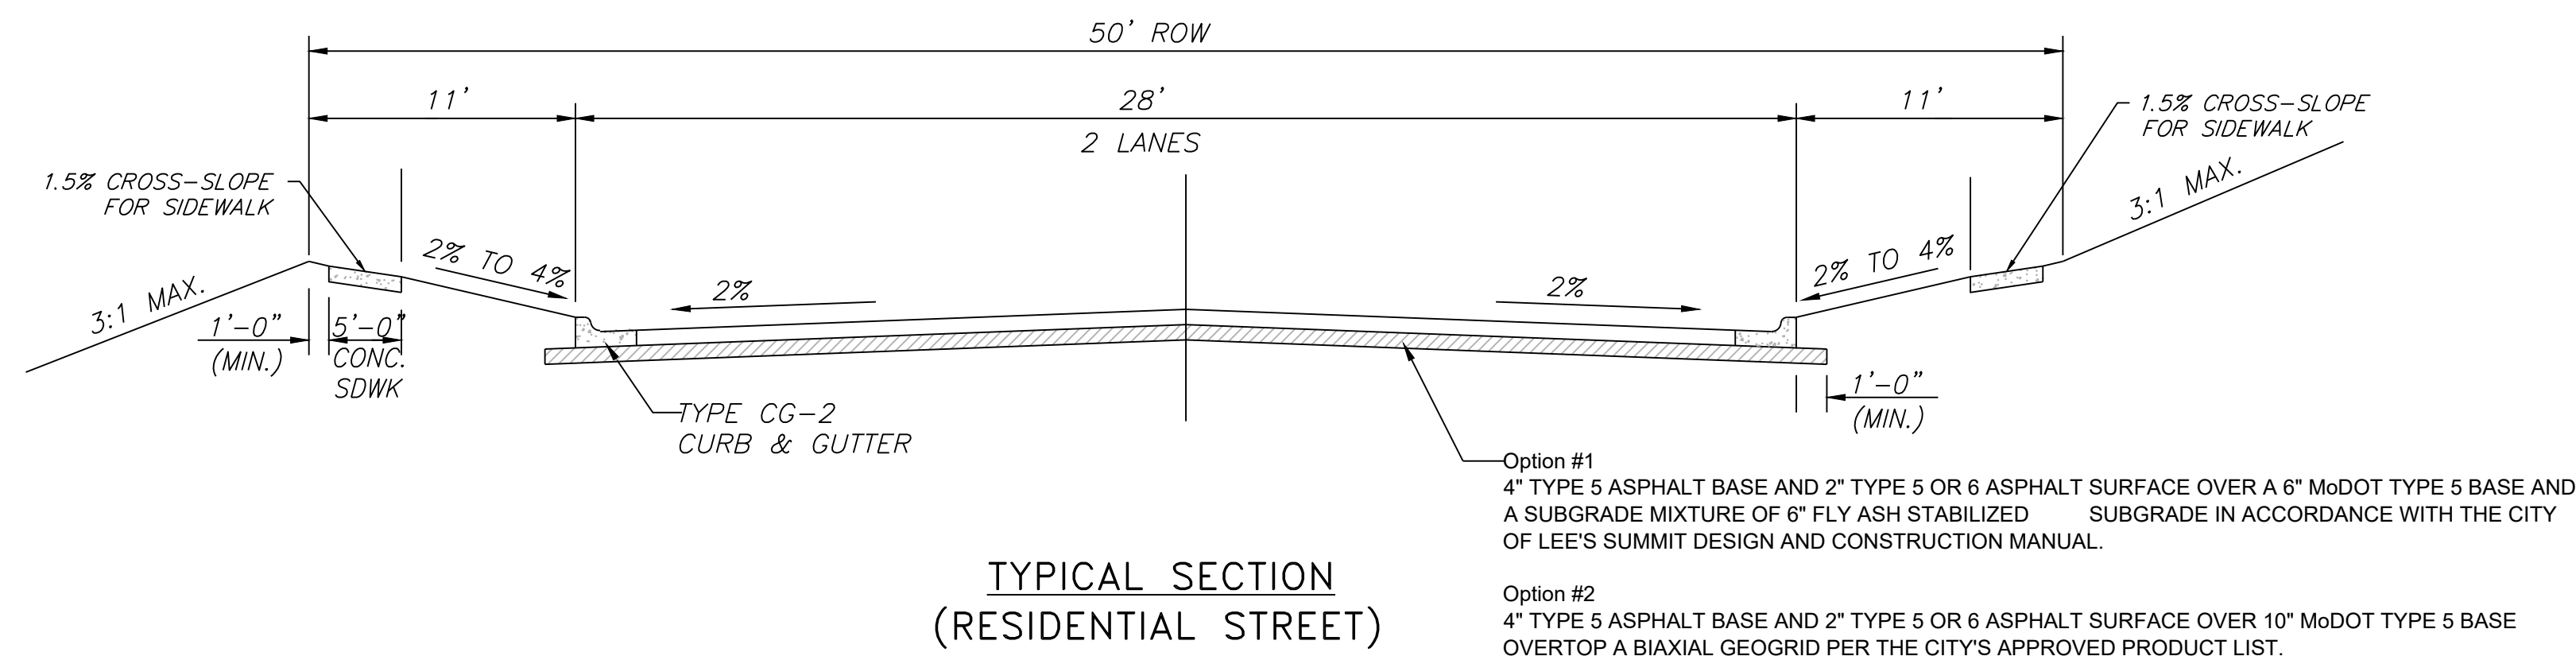 50' ROW
11'
28'
11'
2 LANES
1.5% CROSS-SLOPE
FOR SIDEWALK
1.5% CROSS-SLOPE
FOR SIDEWALK
3:1 MAX.
2% TO 4%
2%
2%
2% TO 4%
3:1 MAX.
1'-0"
(MIN.)
5'-0"
CONC.
SDWK
TYPE CG-2
CURB & GUTTER
1'-0"
(MIN.)
Option #1
4" TYPE 5 ASPHALT BASE AND 2" TYPE 5 OR 6 ASPHALT SURFACE OVER A 6" MoDOT TYPE 5 BASE AND
A SUBGRADE MIXTURE OF 6" FLY ASH STABILIZED SUBGRADE IN ACCORDANCE WITH THE CITY
OF LEE'S SUMMIT DESIGN AND CONSTRUCTION MANUAL.
Option #2
4" TYPE 5 ASPHALT BASE AND 2" TYPE 5 OR 6 ASPHALT SURFACE OVER 10" MoDOT TYPE 5 BASE
OVERTOP A BIAXIAL GEOGRID PER THE CITY'S APPROVED PRODUCT LIST.
TYPICAL SECTION
(RESIDENTIAL STREET)